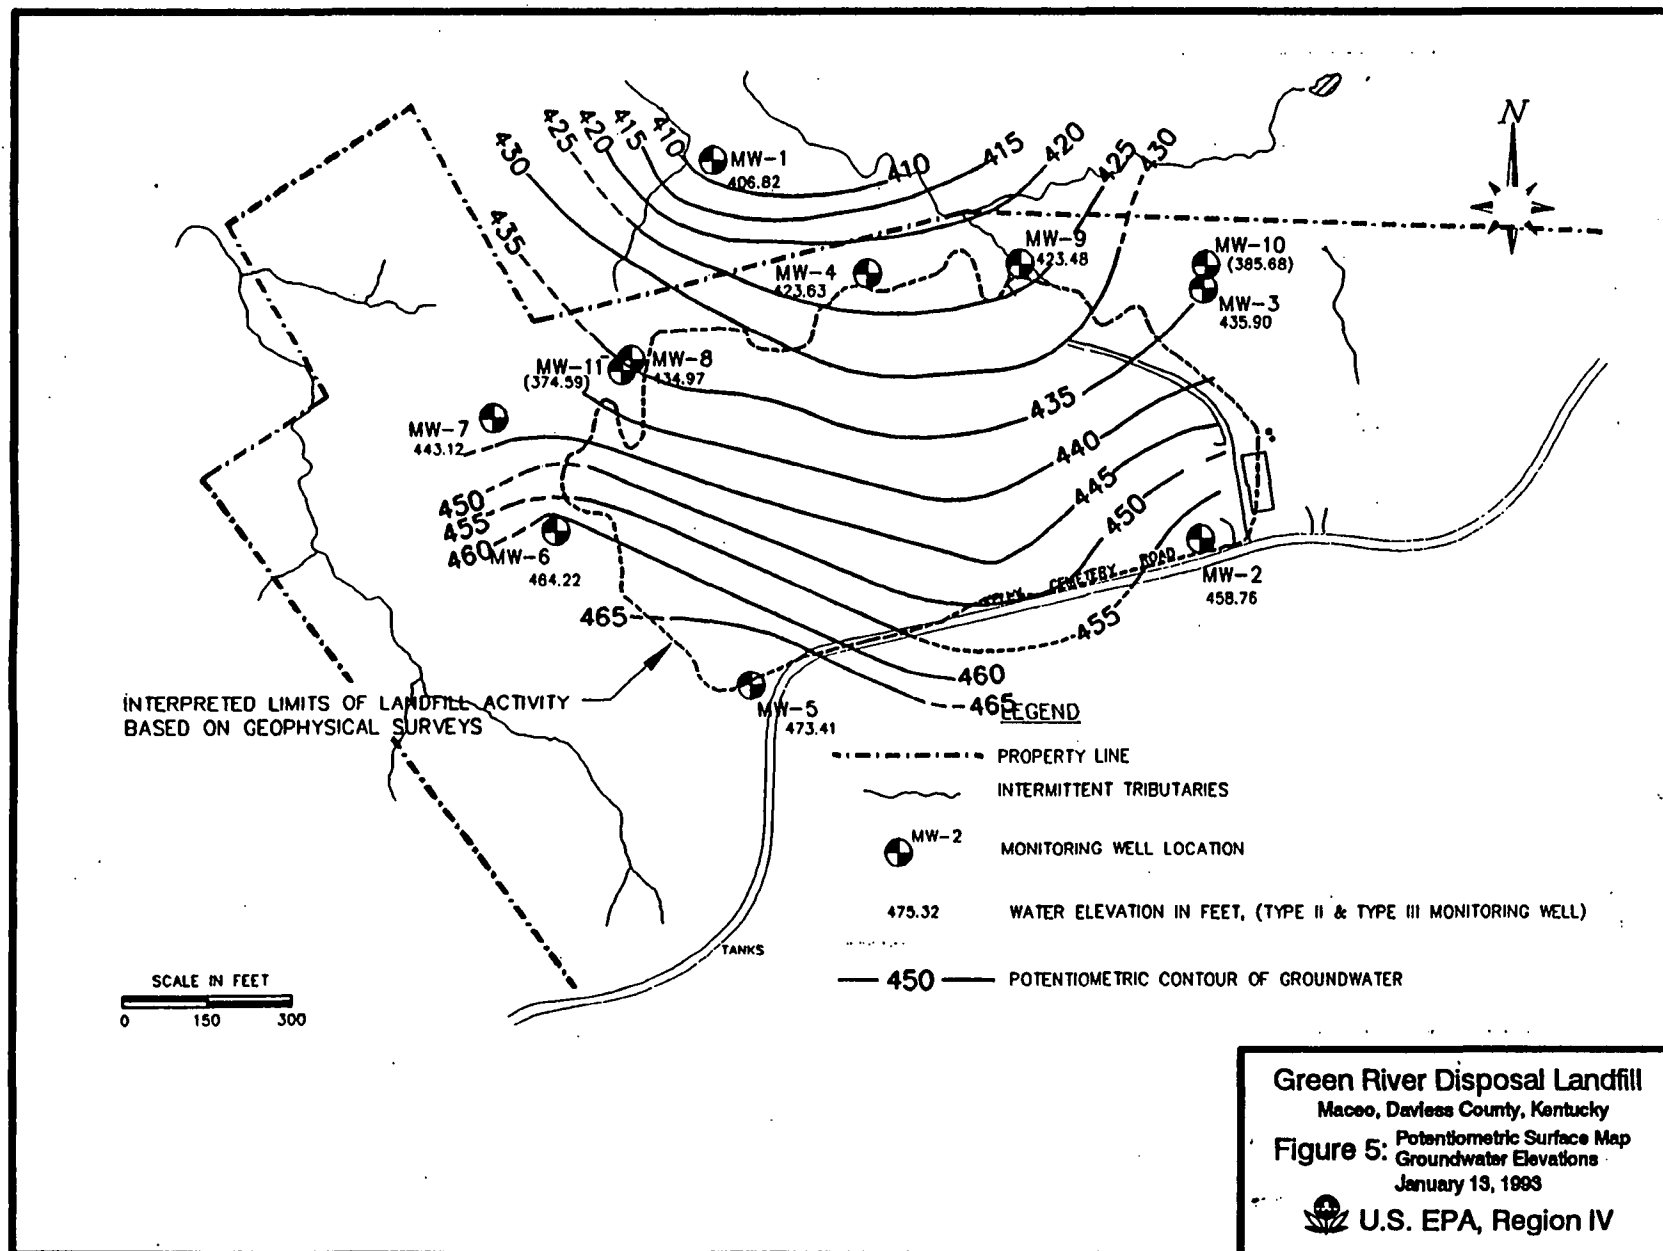 N
430
425
420
415
410
MW-1
406.82
410
415
420
425
430
435
MW-9
423.48
MW-10
(385.68)
MW-4
423.63
MW-3
435.90
MW-11
(374.59)
MW-8
434.97
MW-7
443.12
435
440
445
450
450
455
460
MW-6
464.22
CEMETERY ROAD
MW-2
458.76
465
455
460
465
MW-5
473.41
INTERPRETED LIMITS OF LANDFILL ACTIVITY
BASED ON GEOPHYSICAL SURVEYS
LEGEND
PROPERTY LINE
INTERMITTENT TRIBUTARIES
MW-2
MONITORING WELL LOCATION
475.32 WATER ELEVATION IN FEET, (TYPE II & TYPE III MONITORING WELL)
450 POTENTIOMETRIC CONTOUR OF GROUNDWATER
TANKS
SCALE IN FEET
0 150 300
Green River Disposal Landfill
Maceo, Daviess County, Kentucky
Figure 5: Potentiometric Surface Map
Groundwater Elevations
January 13, 1993
U.S. EPA, Region IV